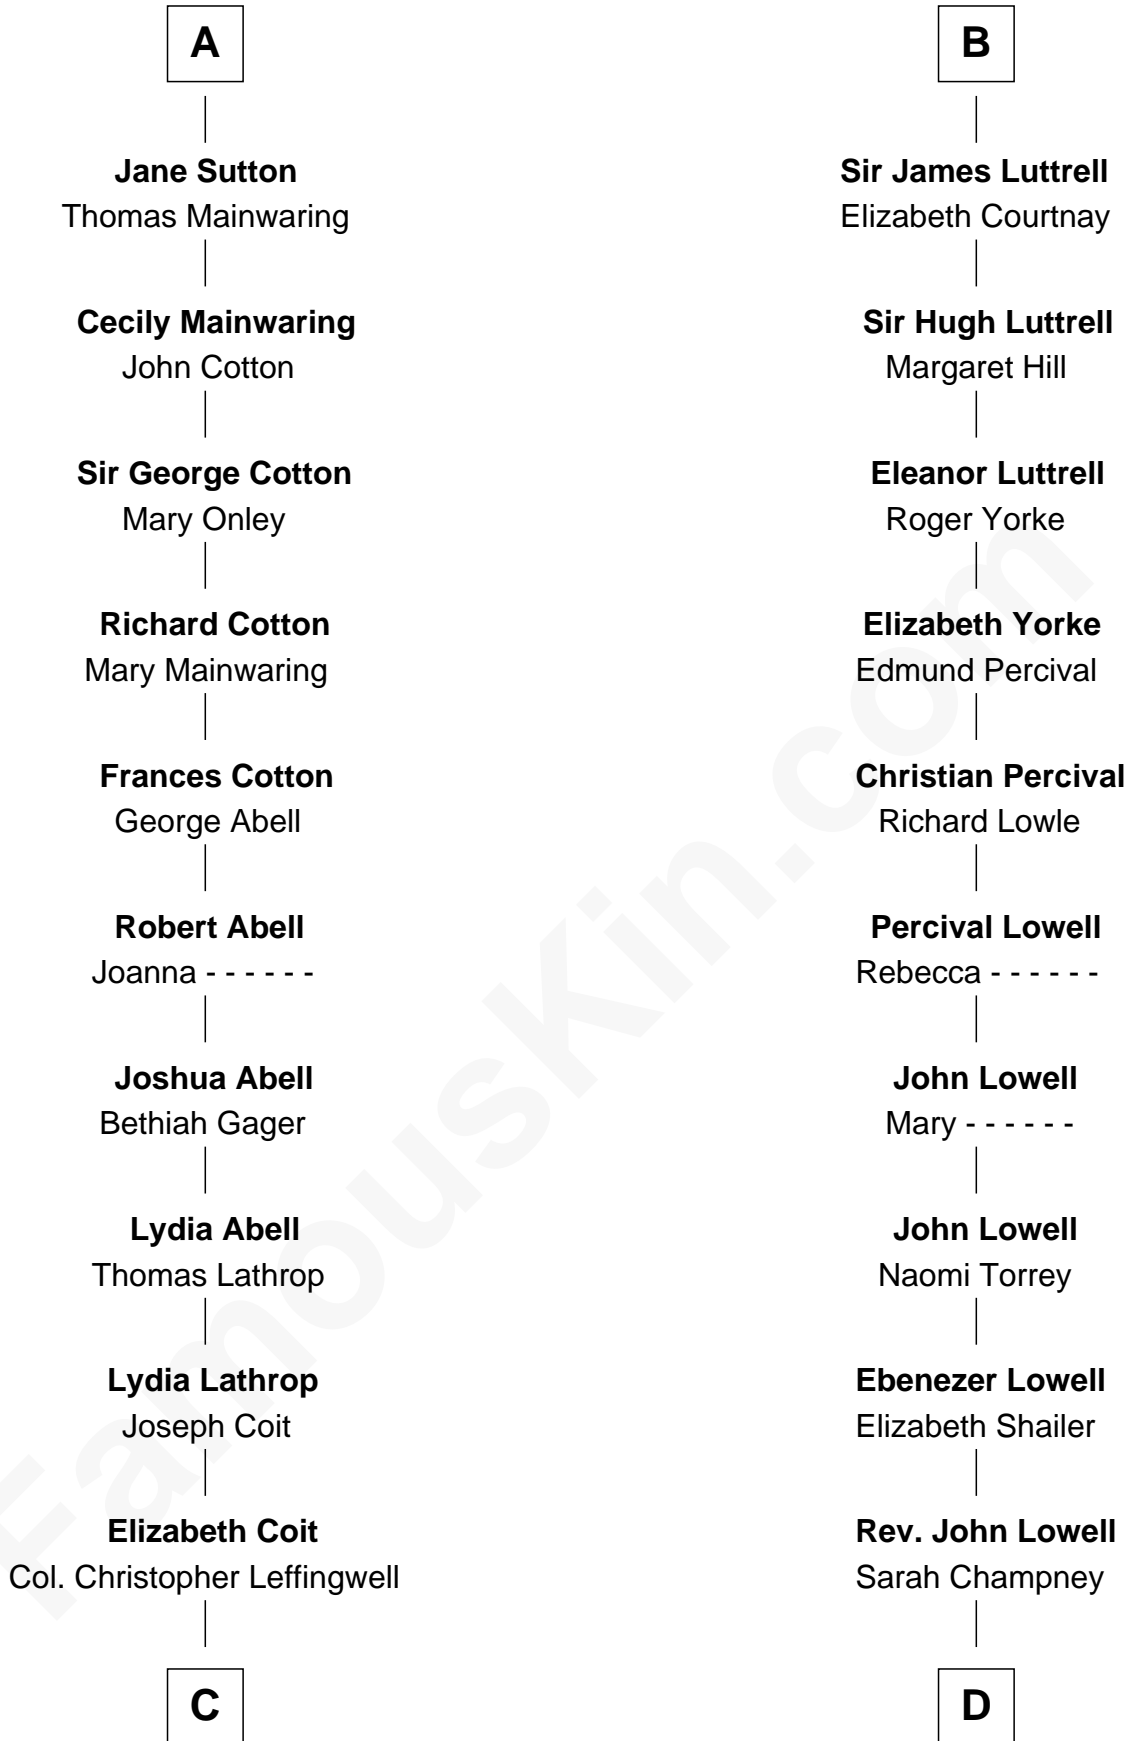 A
Jane Sutton
Thomas Mainwaring
Cecily Mainwaring
John Cotton
Sir George Cotton
Mary Onley
Richard Cotton
Mary Mainwaring
Frances Cotton
George Abell
Robert Abell
Joanna - - - - - -
Joshua Abell
Bethiah Gager
Lydia Abell
Thomas Lathrop
Lydia Lathrop
Joseph Coit
Elizabeth Coit
Col. Christopher Leffingwell
C
B
Sir James Luttrell
Elizabeth Courtnay
Sir Hugh Luttrell
Margaret Hill
Eleanor Luttrell
Roger Yorke
Elizabeth Yorke
Edmund Percival
Christian Percival
Richard Lowle
Percival Lowell
Rebecca - - - - - -
John Lowell
Mary - - - - - -
John Lowell
Naomi Torrey
Ebenezer Lowell
Elizabeth Shailer
Rev. John Lowell
Sarah Champney
D
FamousKin.com